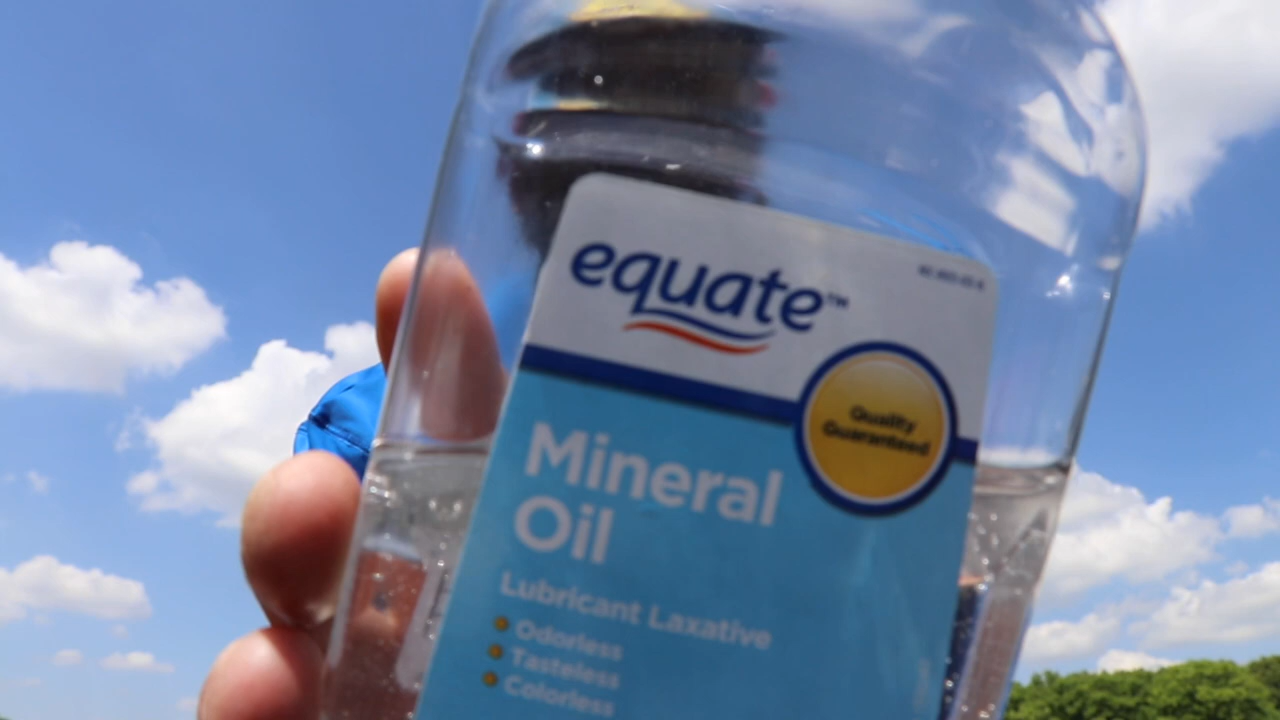 equate™
Quality
Guaranteed
Mineral
Oil
Lubricant Laxative
Odorless
Tasteless
Colorless